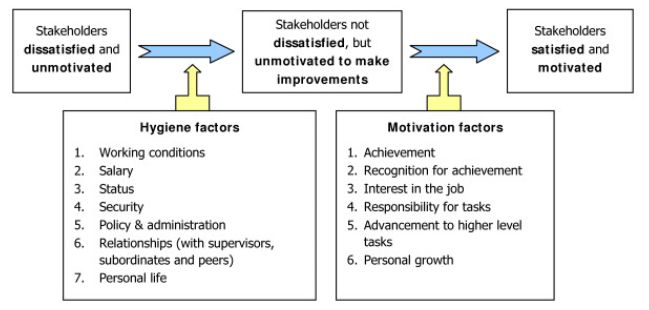 Stakeholders
dissatisfied and
unmotivated
Stakeholders not
dissatisfied, but
unmotivated to make
improvements
Stakeholders
satisfied and
motivated
Hygiene factors
1. Working conditions
2. Salary
3. Status
4. Security
5. Policy & administration
6. Relationships (with supervisors,
subordinates and peers)
7. Personal life
Motivation factors
1. Achievement
2. Recognition for achievement
3. Interest in the job
4. Responsibility for tasks
5. Advancement to higher level
tasks
6. Personal growth